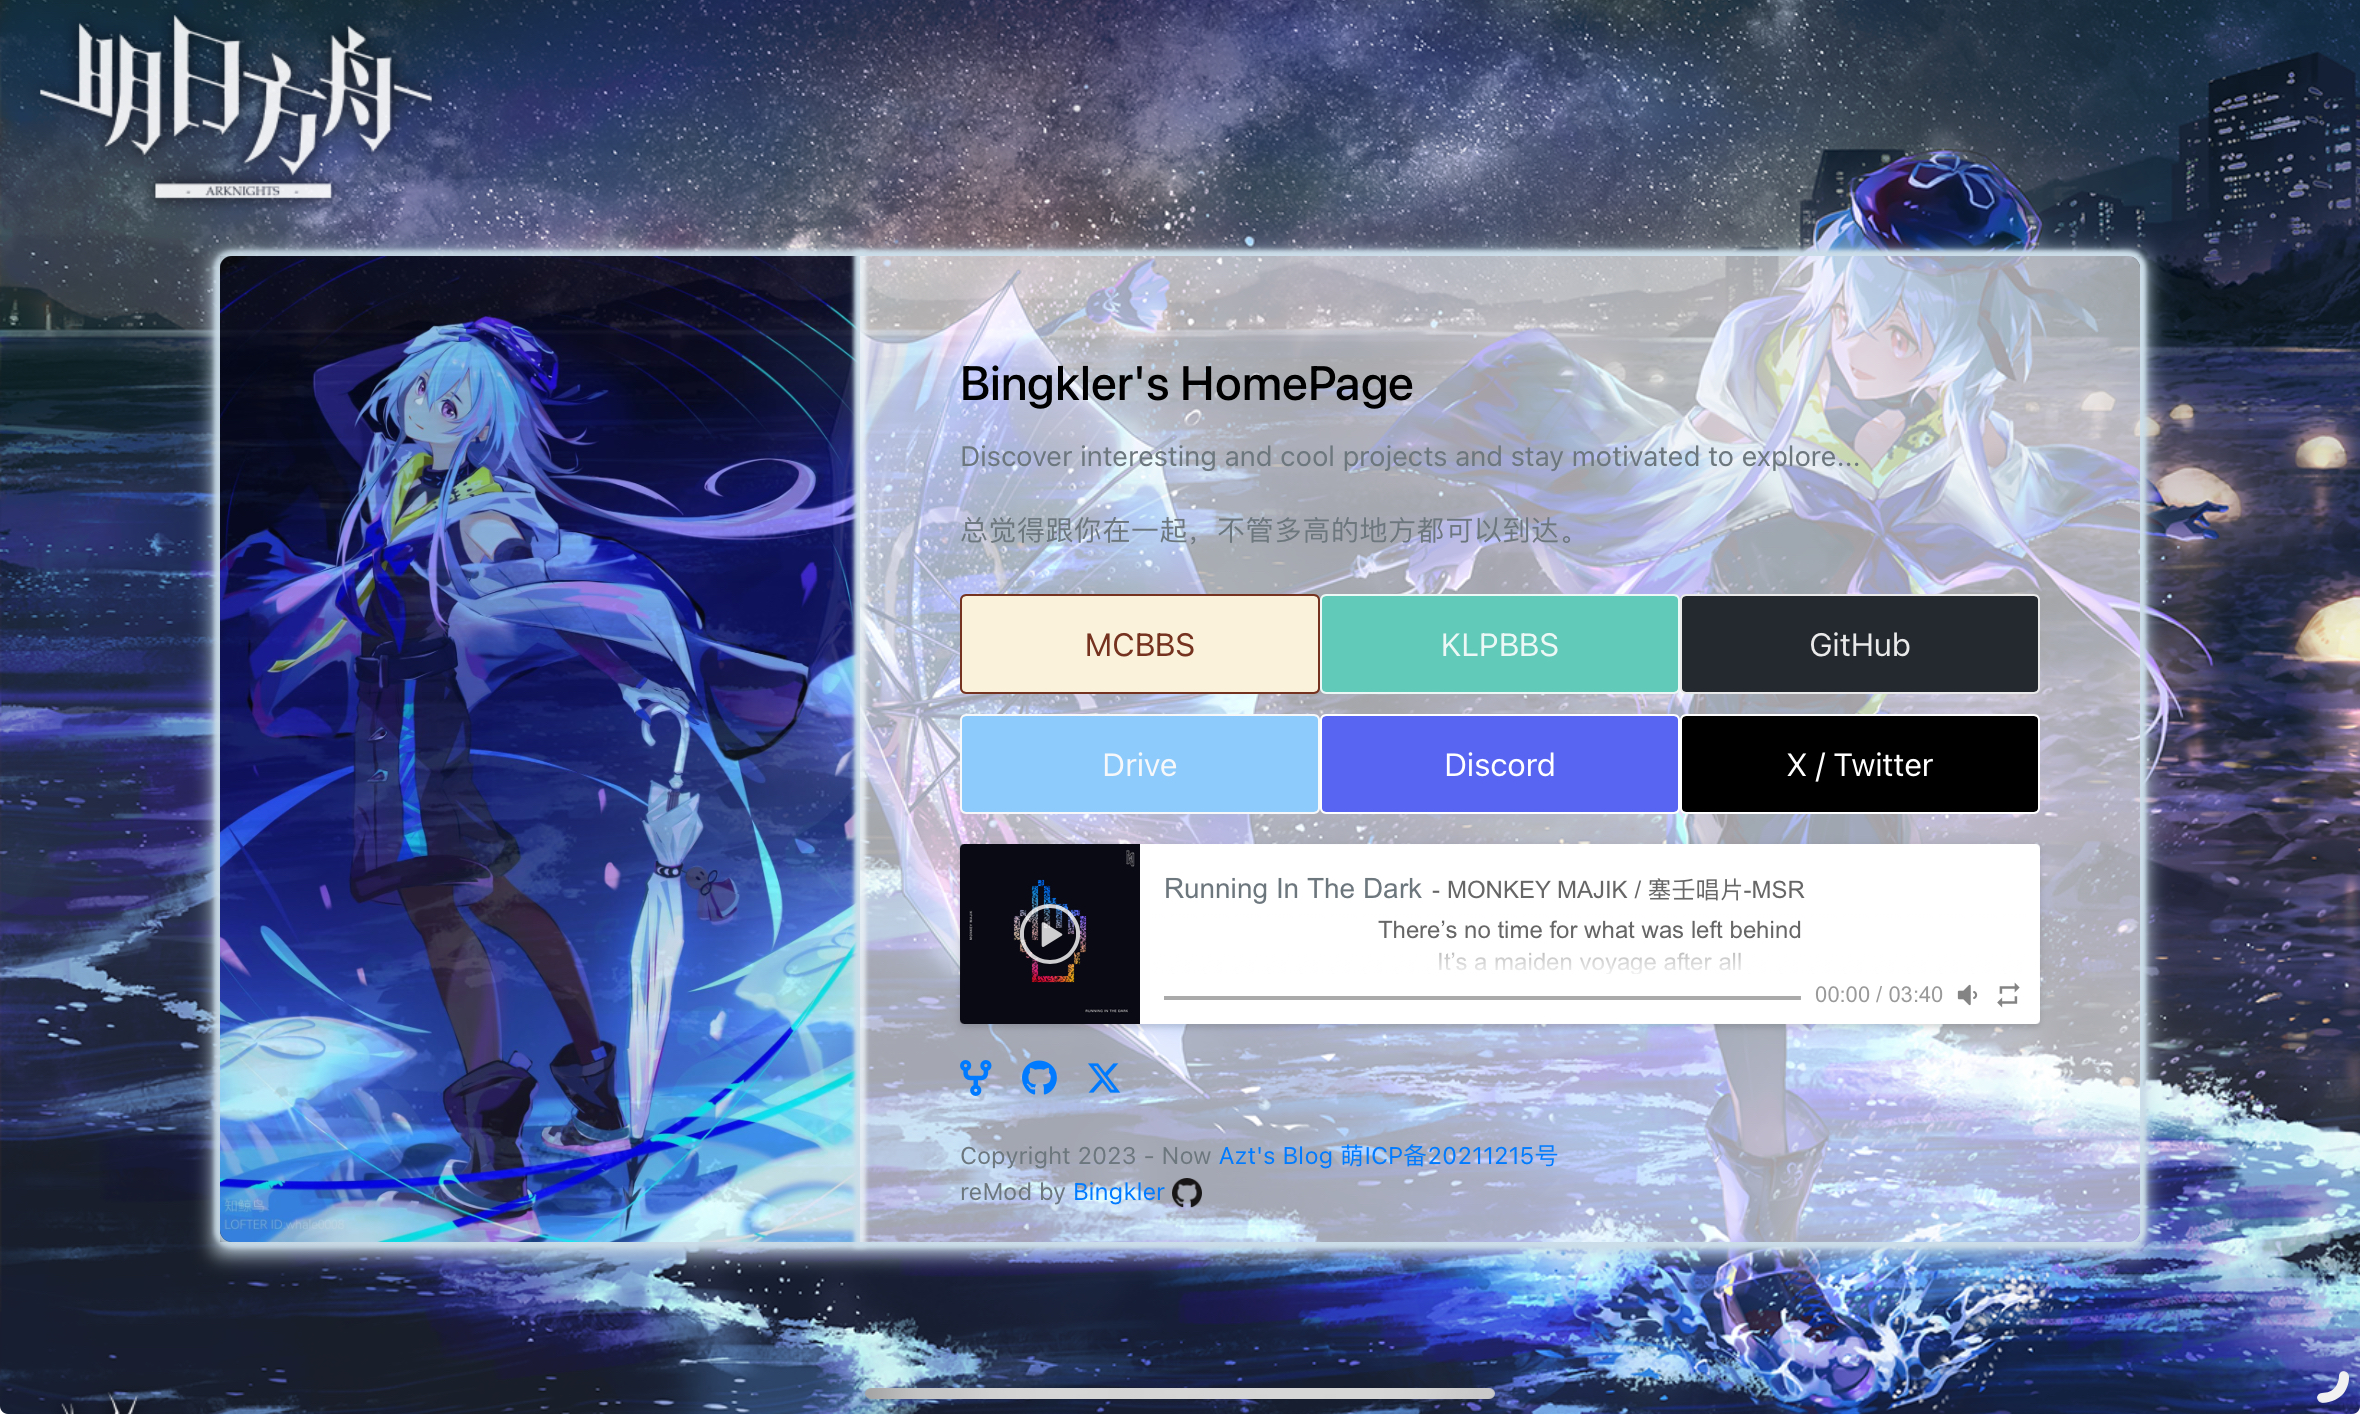 明日方舟
ARKNIGHTS
Bingkler's HomePage
Discover interesting and cool projects and stay motivated to explore...
总觉得跟你在一起，不管多高的地方都可以到达。
MCBBS
KLPBBS
GitHub
Drive
Discord
X / Twitter
RUNNING IN THE DARK
Running In The Dark - MONKEY MAJIK / 塞壬唱片-MSR
There’s no time for what was left behind
It's a maiden voyage after all
00:00 / 03:40
Copyright 2023 - Now Azt's Blog 萌ICP备20211215号
reMod by Bingkler
LOFTER ID